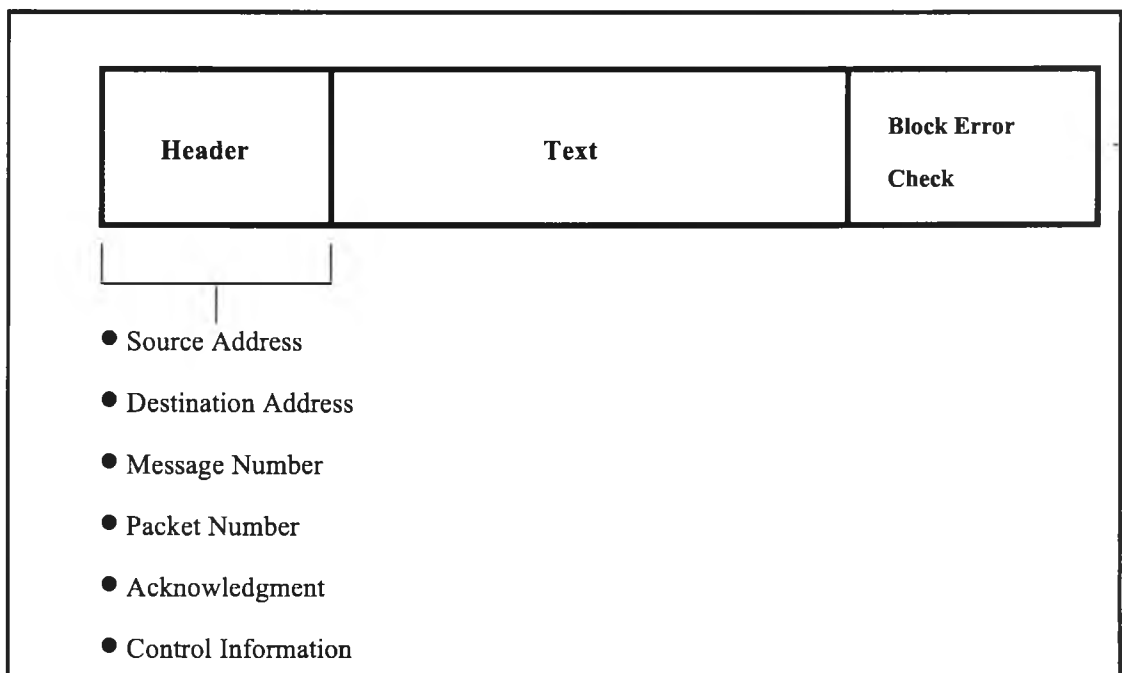 Header
Text
Block Error
Check
● Source Address
● Destination Address
● Message Number
● Packet Number
● Acknowledgment
● Control Information